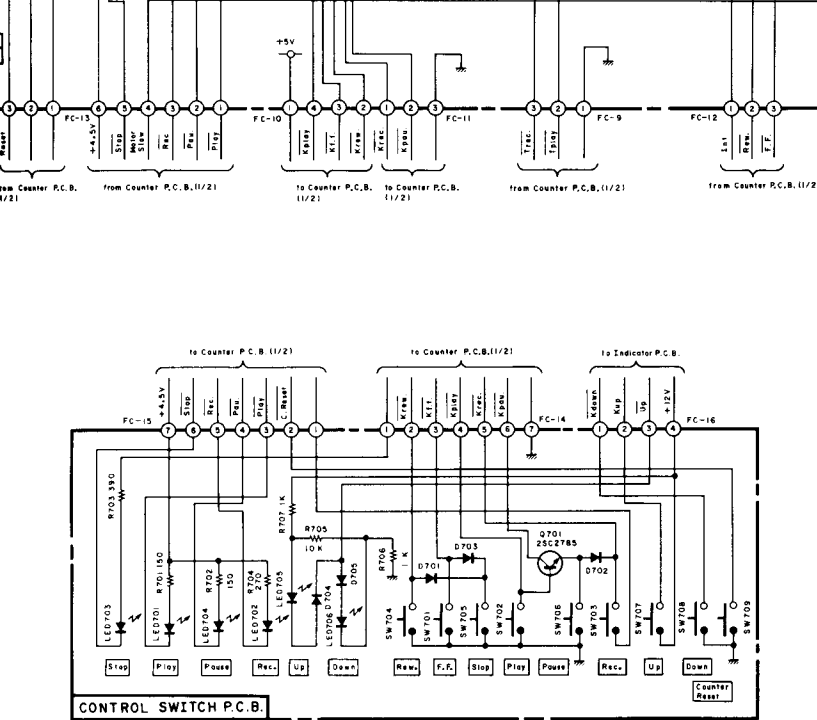 +5V
3 2 1 FC-13 6 5 4 3 2 1 FC-10 1 4 3 2 1 2 3 FC-11 3 2 1 FC-9 FC-12 1 2 3
Reset +4.5V Stop Motor Slow Rec Pau. Play Kplay Kf.f. Krew. Krec. Kpau. Trec. Tplay Int Rew. F.F.
from Counter P.C.B. from Counter P.C.B.(1/2) to Counter P.C.B. to Counter P.C.B. from Counter P.C.B.(1/2) from Counter P.C.B.(1/2
1/2) (1/2) (1/2)
to Counter P.C.B.(1/2) to Counter P.C.B.(1/2) to Indicator P.C.B.
+4.5V Stop Rec. Pau. Play C.Reset Krew. Kf.f. Kplay Krec. Kpau. Kdown Kup Up +12V
FC-15 7 6 5 4 3 2 1 1 2 3 4 5 6 7 FC-14 1 2 3 4 FC-16
R703 390
R707 1K
R705
10K
R706
1K
Q701
2SC2785
D703
D701
D702
R701 150
R702
150
R704
270
LED705
D704
D705
LED703 LED701 LED704 LED702 LED706 SW704 SW701 SW705 SW702 SW706 SW703 SW707 SW708 SW709
Stop Play Pause Rec. Up Down Rew. F.F. Stop Play Pause Rec. Up Down
Counter
Reset
CONTROL SWITCH P.C.B.